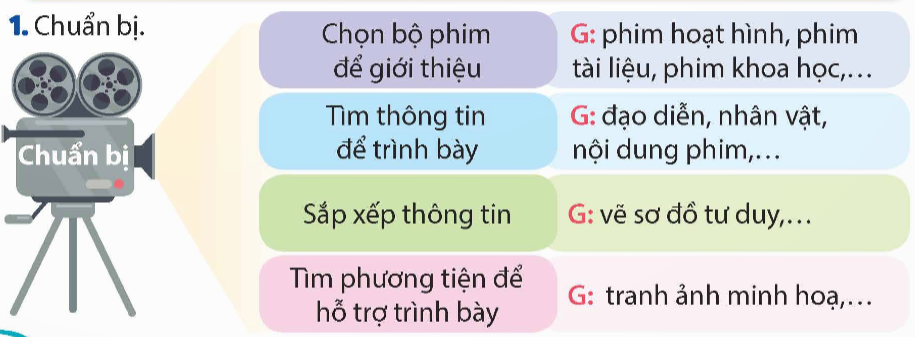 1. Chuẩn bị.
Chuẩn bị
Chọn bộ phim
để giới thiệu
G: phim hoạt hình, phim
tài liệu, phim khoa học,...
Tìm thông tin
để trình bày
G: đạo diễn, nhân vật,
nội dung phim,...
Sắp xếp thông tin
G: vẽ sơ đồ tư duy,...
Tìm phương tiện để
hỗ trợ trình bày
G: tranh ảnh minh hoạ,...